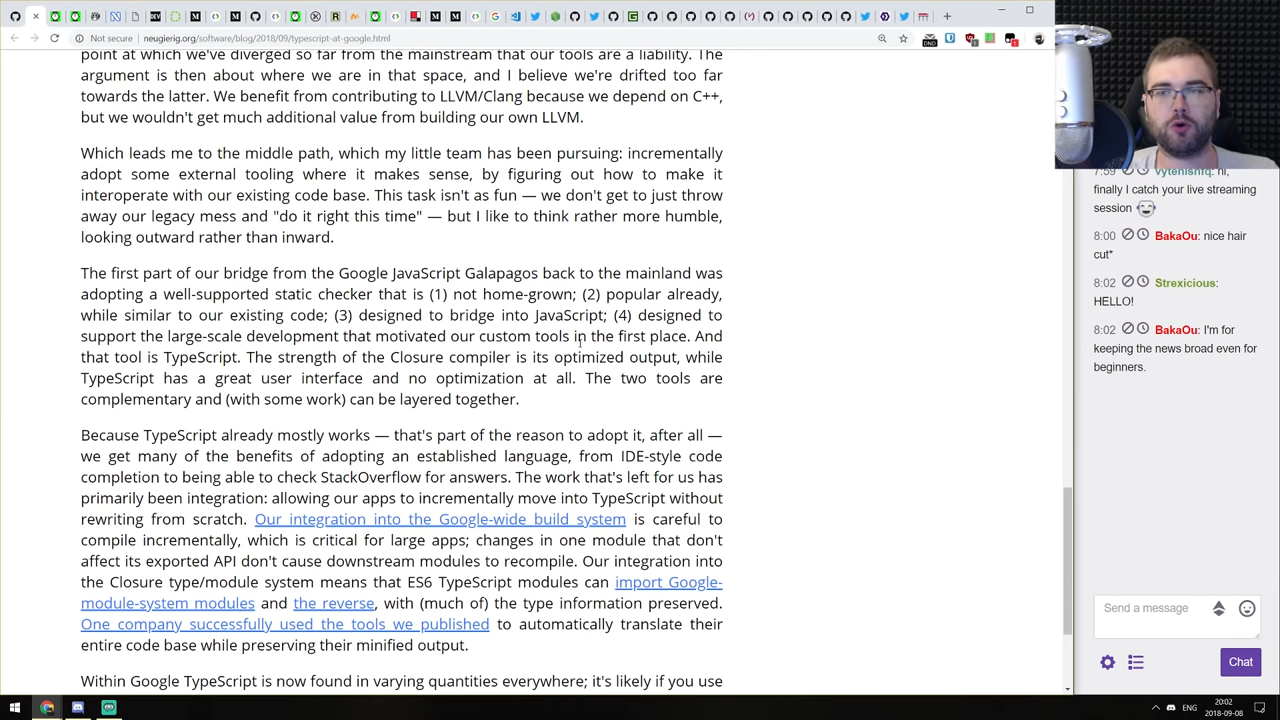 Not secure | neugierig.org/software/blog/2018/09/typescript-at-google.html
point at which we've diverged so far from the mainstream that our tools are a liability. The
argument is then about where we are in that space, and I believe we're drifted too far
towards the latter. We benefit from contributing to LLVM/Clang because we depend on C++,
but we wouldn't get much additional value from building our own LLVM.
Which leads me to the middle path, which my little team has been pursuing: incrementally
adopt some external tooling where it makes sense, by figuring out how to make it
interoperate with our existing code base. This task isn't as fun — we don't get to just throw
away our legacy mess and "do it right this time" — but I like to think rather more humble,
looking outward rather than inward.
The first part of our bridge from the Google JavaScript Galapagos back to the mainland was
adopting a well-supported static checker that is (1) not home-grown; (2) popular already,
while similar to our existing code; (3) designed to bridge into JavaScript; (4) designed to
support the large-scale development that motivated our custom tools in the first place. And
that tool is TypeScript. The strength of the Closure compiler is its optimized output, while
TypeScript has a great user interface and no optimization at all. The two tools are
complementary and (with some work) can be layered together.
Because TypeScript already mostly works — that's part of the reason to adopt it, after all —
we get many of the benefits of adopting an established language, from IDE-style code
completion to being able to check StackOverflow for answers. The work that's left for us has
primarily been integration: allowing our apps to incrementally move into TypeScript without
rewriting from scratch. Our integration into the Google-wide build system is careful to
compile incrementally, which is critical for large apps; changes in one module that don't
affect its exported API don't cause downstream modules to recompile. Our integration into
the Closure type/module system means that ES6 TypeScript modules can import Google-
module-system modules and the reverse, with (much of) the type information preserved.
One company successfully used the tools we published to automatically translate their
entire code base while preserving their minified output.
Within Google TypeScript is now found in varying quantities everywhere; it's likely if you use
7:59 vytenisnrq: hi,
finally I catch your live streaming
session
8:00 BakaOu: nice hair
cut*
8:02 Strexicious:
HELLO!
8:02 BakaOu: I'm for
keeping the news broad even for
beginners.
Send a message
Chat
ENG
20:02
2018-09-08